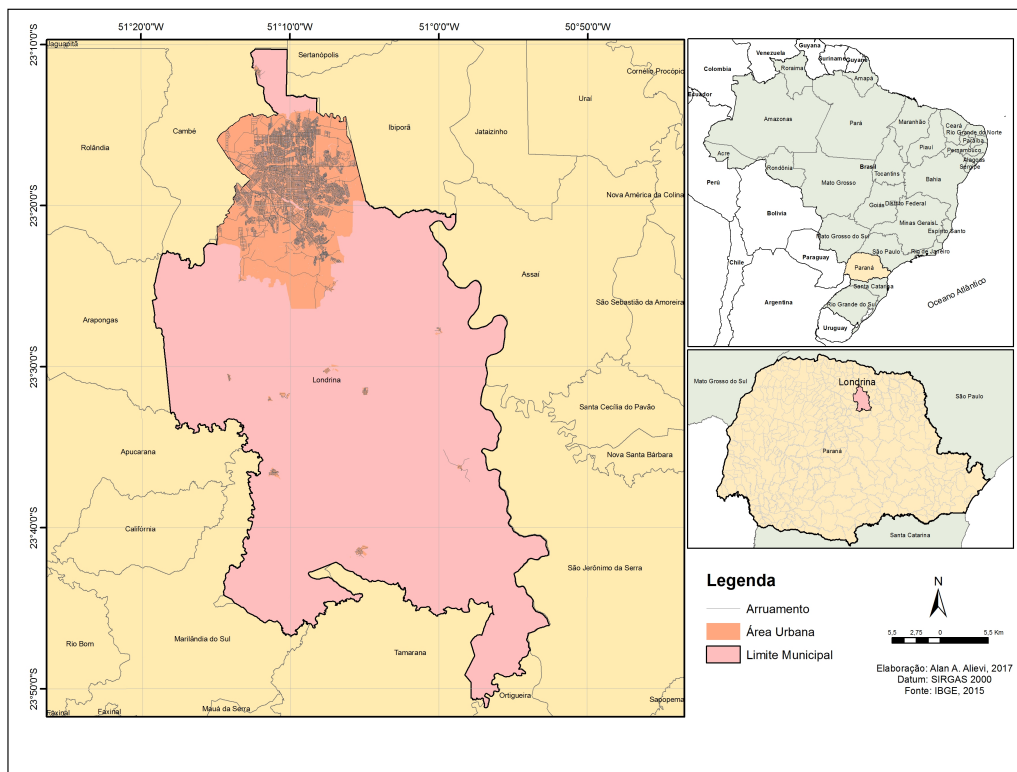 51°20'0"W
51°10'0"W
51°0'0"W
50°50'0"W
23°10'0"S
23°20'0"S
23°30'0"S
23°40'0"S
23°50'0"S
Jaguapitã
Sertanópolis
Cornélio Procópio
Uraí
Cambé
Ibiporã
Jataizinho
Rolândia
Nova América da Colina
Assaí
São Sebastião da Amoreira
Arapongas
Londrina
Santa Cecília do Pavão
Apucarana
Nova Santa Bárbara
Califórnia
São Jerônimo da Serra
Rio Bom
Marilândia do Sul
Tamarana
Ortigueira
Sapopema
Faxinal
Faxinal
Mauá da Serra
Guyana
Venezuela
Suriname
Guyane
Colombia
Roraima
Amapá
Ecuador
Amazonas
Pará
Maranhão
Ceará
Rio Grande do Norte
Paraíba
Piauí
Pernambuco
Acre
Alagoas
Sergipe
Rondônia
Brasil
Tocantins
Perú
Mato Grosso
Bahia
Bolivia
Goiás
Distrito Federal
Minas Gerais
Espírito Santo
Mato Grosso do Sul
São Paulo
Rio de Janeiro
Chile
Paraguay
Paraná
Santa Catarina
Oceano Atlântico
Argentina
Rio Grande do Sul
Uruguay
Mato Grosso do Sul
Londrina
São Paulo
Paraná
Santa Catarina
Legenda
Arruamento
Área Urbana
Limite Municipal
N
5,5 2,75 0 5,5 Km
Elaboração: Alan A. Alievi, 2017
Datum: SIRGAS 2000
Fonte: IBGE, 2015